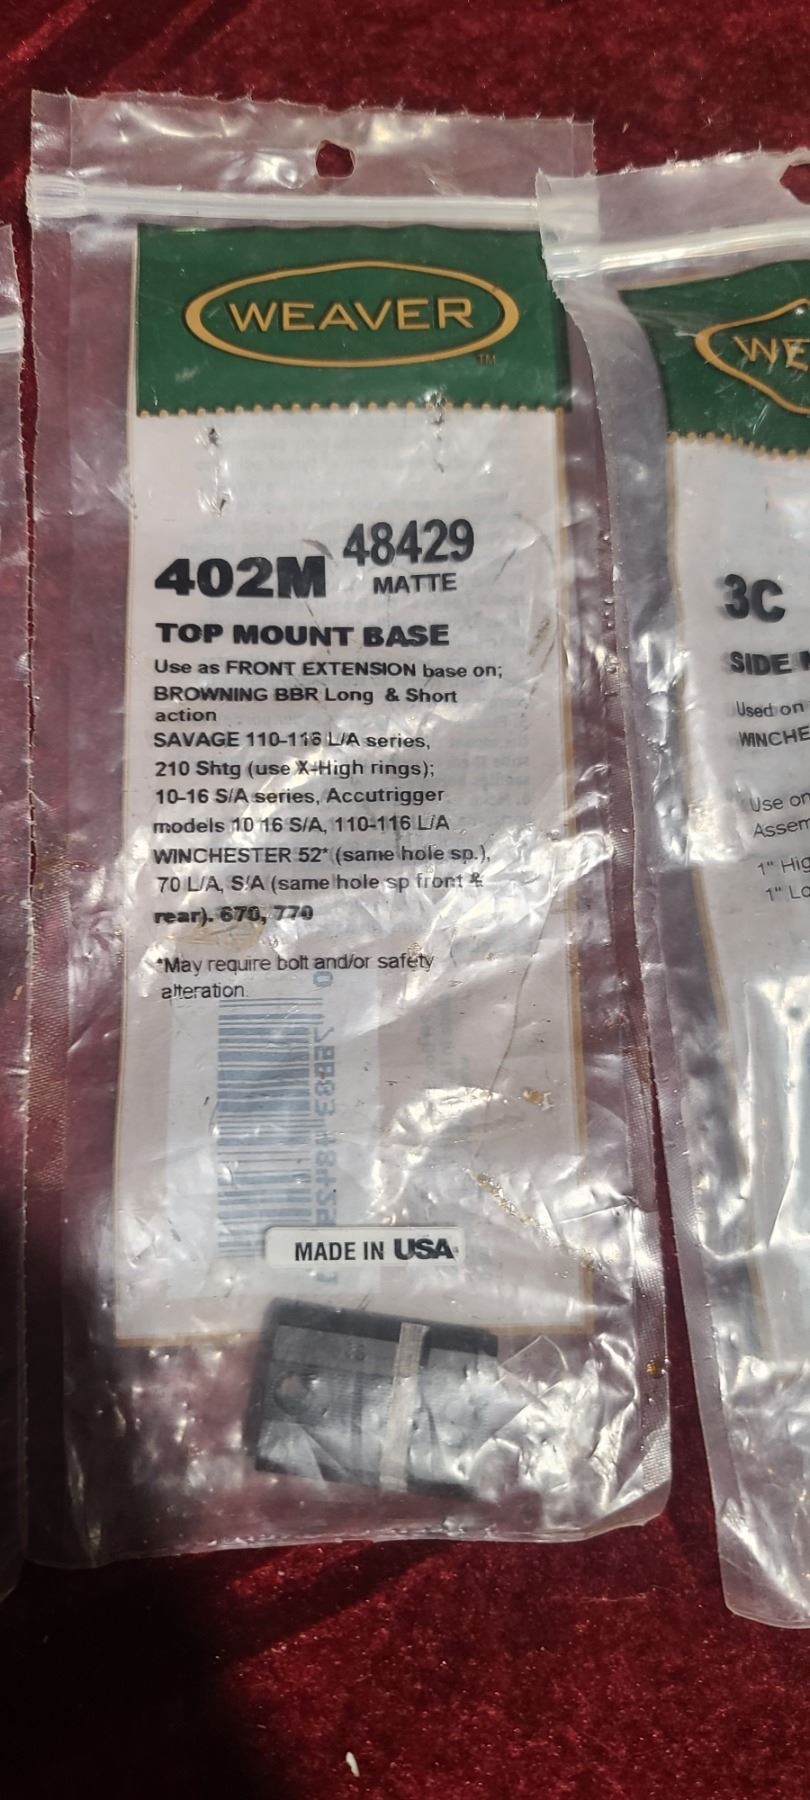 WEAVER
TM
402M 48429
MATTE
TOP MOUNT BASE
Use as FRONT EXTENSION base on;
BROWNING BBR Long & Short
action
SAVAGE 110-116 L/A series,
210 Shtg (use X-High rings);
10-16 S/A series, Accutrigger
models 10 16 S/A, 110-116 L/A
WINCHESTER 52* (same hole sp.),
70 L/A, S/A (same hole sp front &
rear). 670, 770
*May require bolt and/or safety
alteration.
MADE IN USA
WE
3C
SIDE
Used on
WINCHE
Use on
Assem
1" Hig
1" Lo